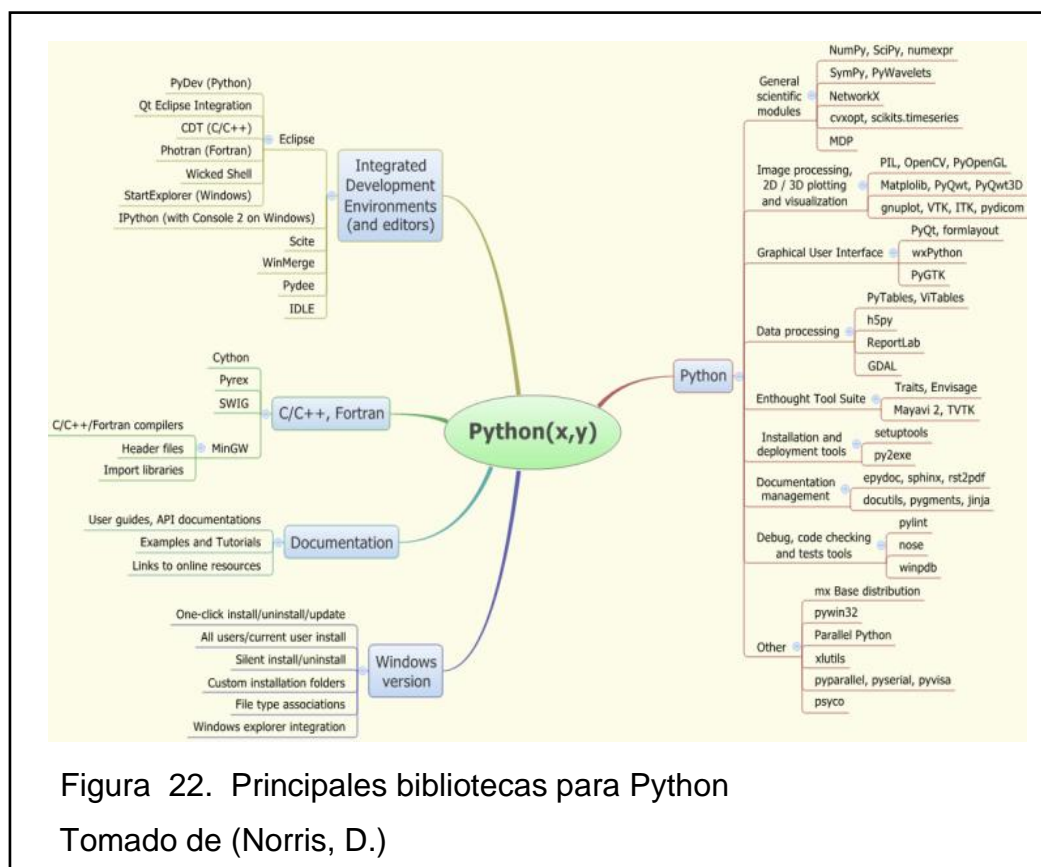 PyDev (Python)
Qt Eclipse Integration
CDT (C/C++)
Photran (Fortran)
Wicked Shell
StartExplorer (Windows)
Eclipse
IPython (with Console 2 on Windows)
Scite
WinMerge
Pydee
IDLE
Integrated
Development
Environments
(and editors)
Cython
Pyrex
SWIG
C/C++/Fortran compilers
Header files
Import libraries
MinGW
C/C++, Fortran
User guides, API documentations
Examples and Tutorials
Links to online resources
Documentation
One-click install/uninstall/update
All users/current user install
Silent install/uninstall
Custom installation folders
File type associations
Windows explorer integration
Windows
version
Python(x,y)
Python
General
scientific
modules
NumPy, SciPy, numexpr
SymPy, PyWavelets
NetworkX
cvxopt, scikits.timeseries
MDP
Image processing,
2D / 3D plotting
and visualization
PIL, OpenCV, PyOpenGL
Matplolib, PyQwt, PyQwt3D
gnuplot, VTK, ITK, pydicom
Graphical User Interface
PyQt, formlayout
wxPython
PyGTK
Data processing
PyTables, ViTables
h5py
ReportLab
GDAL
Enthought Tool Suite
Traits, Envisage
Mayavi 2, TVTK
Installation and
deployment tools
setuptools
py2exe
Documentation
management
epydoc, sphinx, rst2pdf
docutils, pygments, jinja
Debug, code checking
and tests tools
pylint
nose
winpdb
Other
mx Base distribution
pywin32
Parallel Python
xlutils
pyparallel, pyserial, pyvisa
psyco
Figura 22. Principales bibliotecas para Python
Tomado de (Norris, D.)